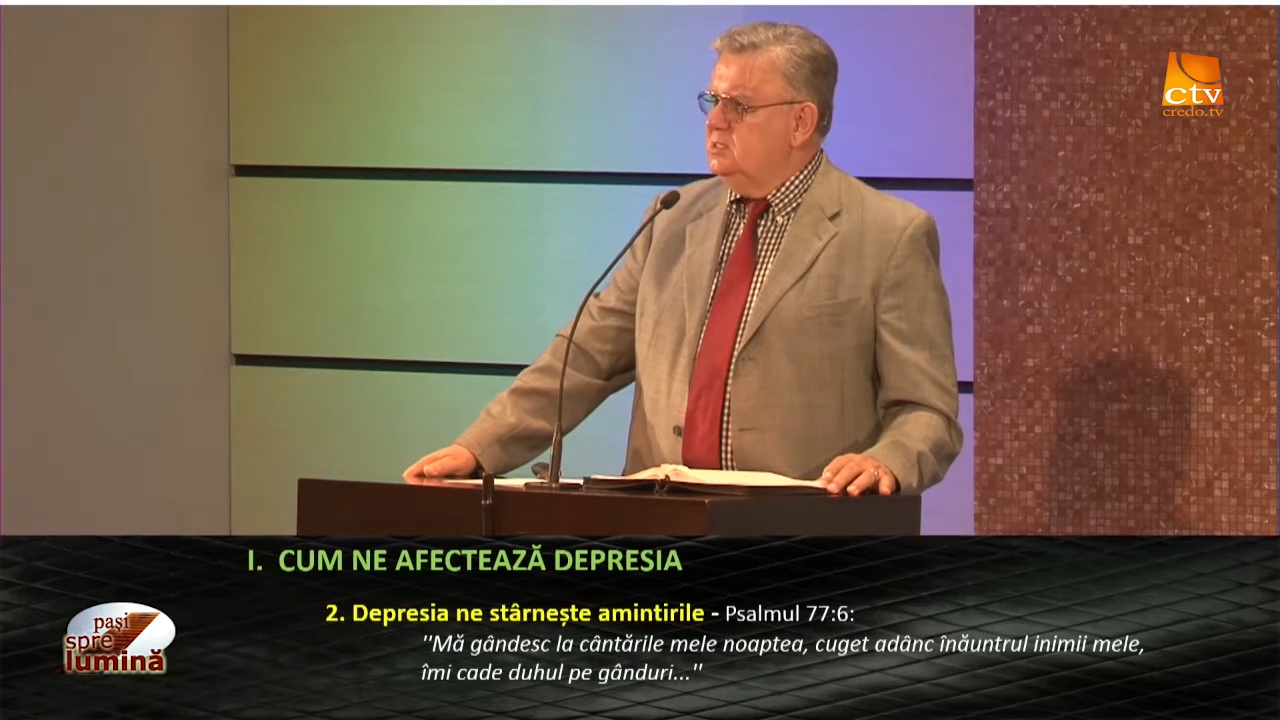 ctv
credo.tv
I. CUM NE AFECTEAZĂ DEPRESIA
2. Depresia ne stârnește amintirile - Psalmul 77:6:
"Mă gândesc la cântările mele noaptea, cuget adânc înăuntrul inimii mele,
îmi cade duhul pe gânduri..."
pași
spre
lumină